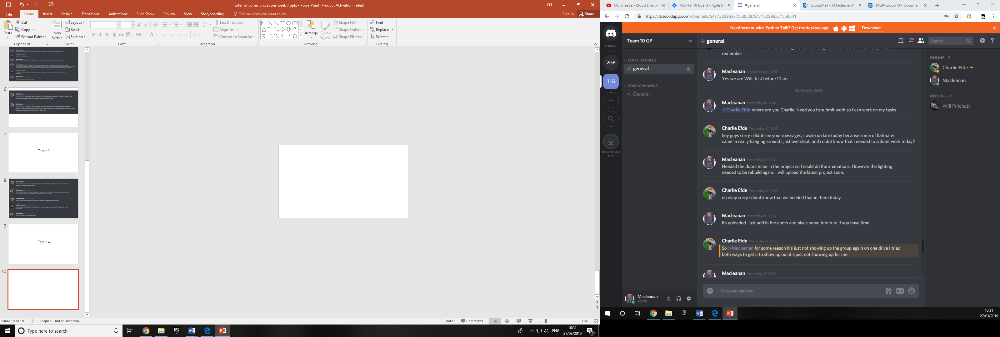 External communications week 7.pptx - PowerPoint (Product Activation Failed)
File Home Insert Design Transitions Animations Slide Show Review View Storyboarding Tell me what you want to do... Sign in Share
Paste
Cut
Copy
Format Painter
Clipboard
New Slide
Layout
Reset
Section
Slides
Font
Text Direction
Align Text
Convert to SmartArt
Paragraph
Arrange
Quick Styles
Shape Fill
Shape Outline
Shape Effects
Drawing
Find
Replace
Select
Editing
6
7
Topic 3
8
9
Topic 4
10
Slide 10 of 10 English (United Kingdom) Notes Comments 33%
Type here to search
EPIC GAMES
ENG
10:31
27/03/2019
1
Morcheeba - Blood Like Le
MGP19_10 board - Agile Bo
#general
GroupMail - J.Macleanan@
MGP-Group10 - Document
https://discordapp.com/channels/547732996577558538/547732996577558541
Need system-wide Push to Talk? Get the desktop app! Download
1 ONLINE
2GP
T1G
DOWNLOAD APPS
Team 10 GP
# general
Search
TEXT CHANNELS
# general
VOICE CHANNELS
General
remember
Macleanan Last Monday at 21:11
Yes we are Will. Just before 10am
26 March 2019
Macleanan Yesterday at 10:08
@Charlie Efde where are you Charlie. Need you to submit work so I can work on my tasks
Charlie Efde Yesterday at 14:25
hey guys sorry i didnt see your messages, i woke up late today because some of flatmates
came in really banging around i just overslept, and i didnt know that i needed to submit work today?
Macleanan Yesterday at 14:27
Needed the doors to be in the project so I could do the animations. However the lighting
needed to.be rebuild again. I will upload the latest project soon.
Charlie Efde Yesterday at 14:29
oh okay sorry i didnt know that we needed that in there today
Macleanan Yesterday at 17:06
Its uploaded. Just add in the doors and place some furniture if you have time
Charlie Efde Yesterday at 18:55
So @Macleanan for some reason it's just not showing up the group again on one drive I tried
both ways to get it to show up but it's just not showing up for me
Macleanan Yesterday at 18:58
Message #general
GIF
ONLINE—2
Charlie Efde
Macleanan
OFFLINE—1
Will Pritchatt
Macleanan
#0678
EPIC GAMES
10:31
27/03/2019